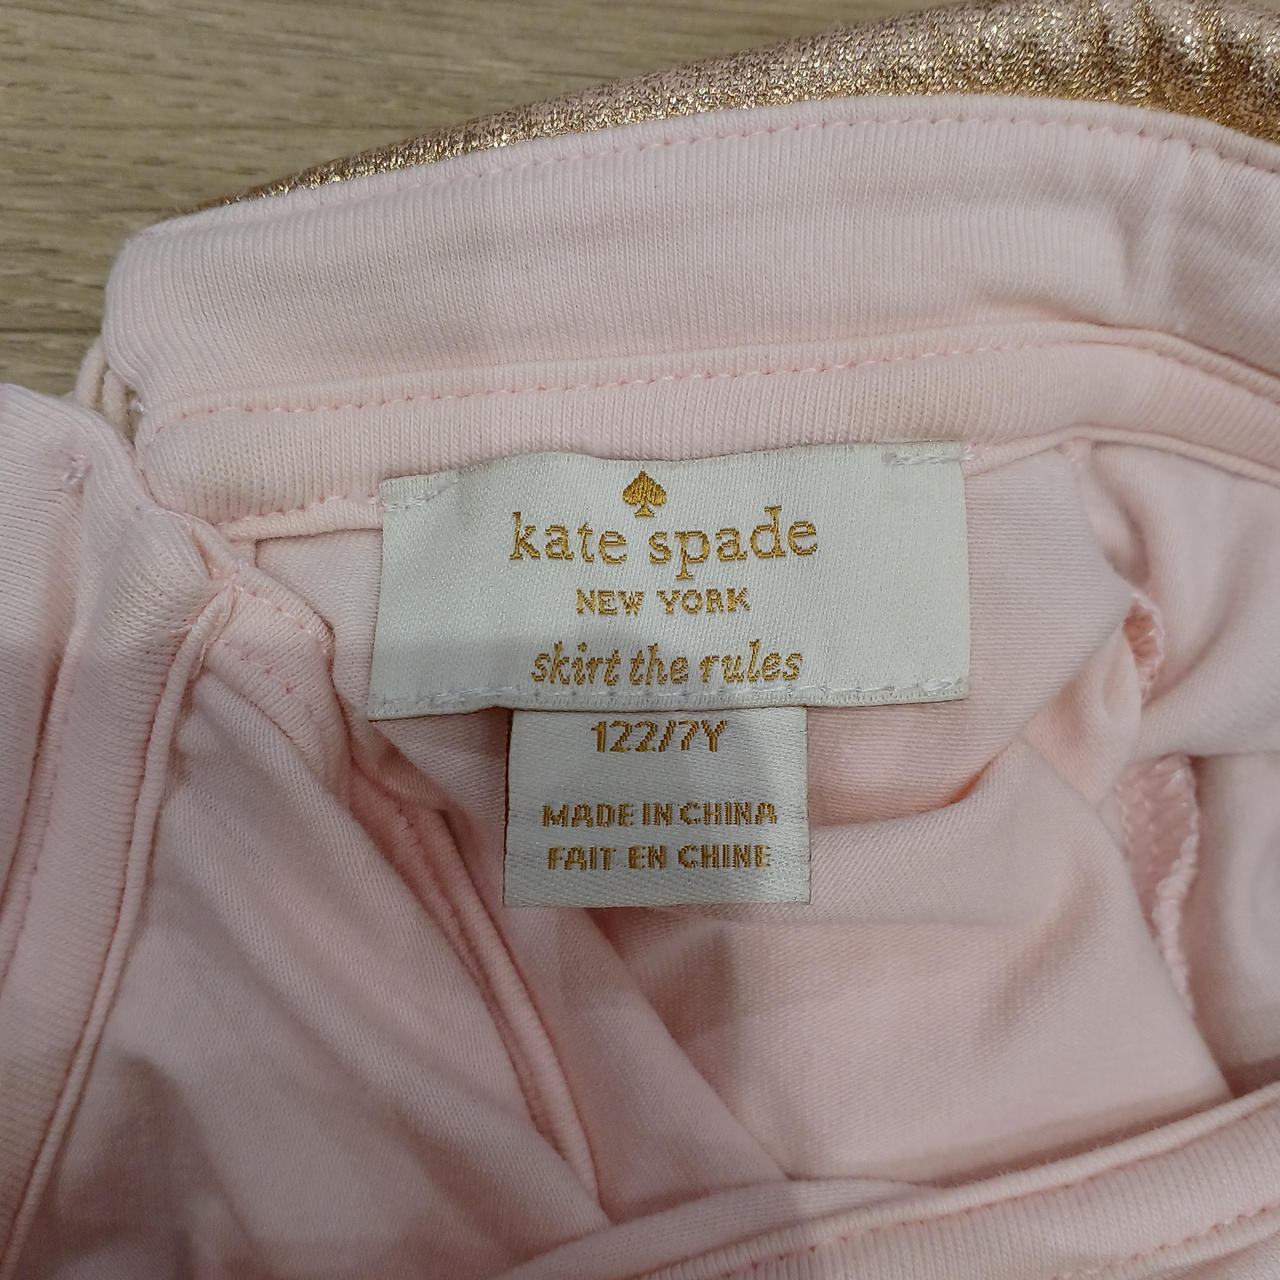 kate spade
NEW YORK
skirt the rules
122/7Y
MADE IN CHINA
FAIT EN CHINE